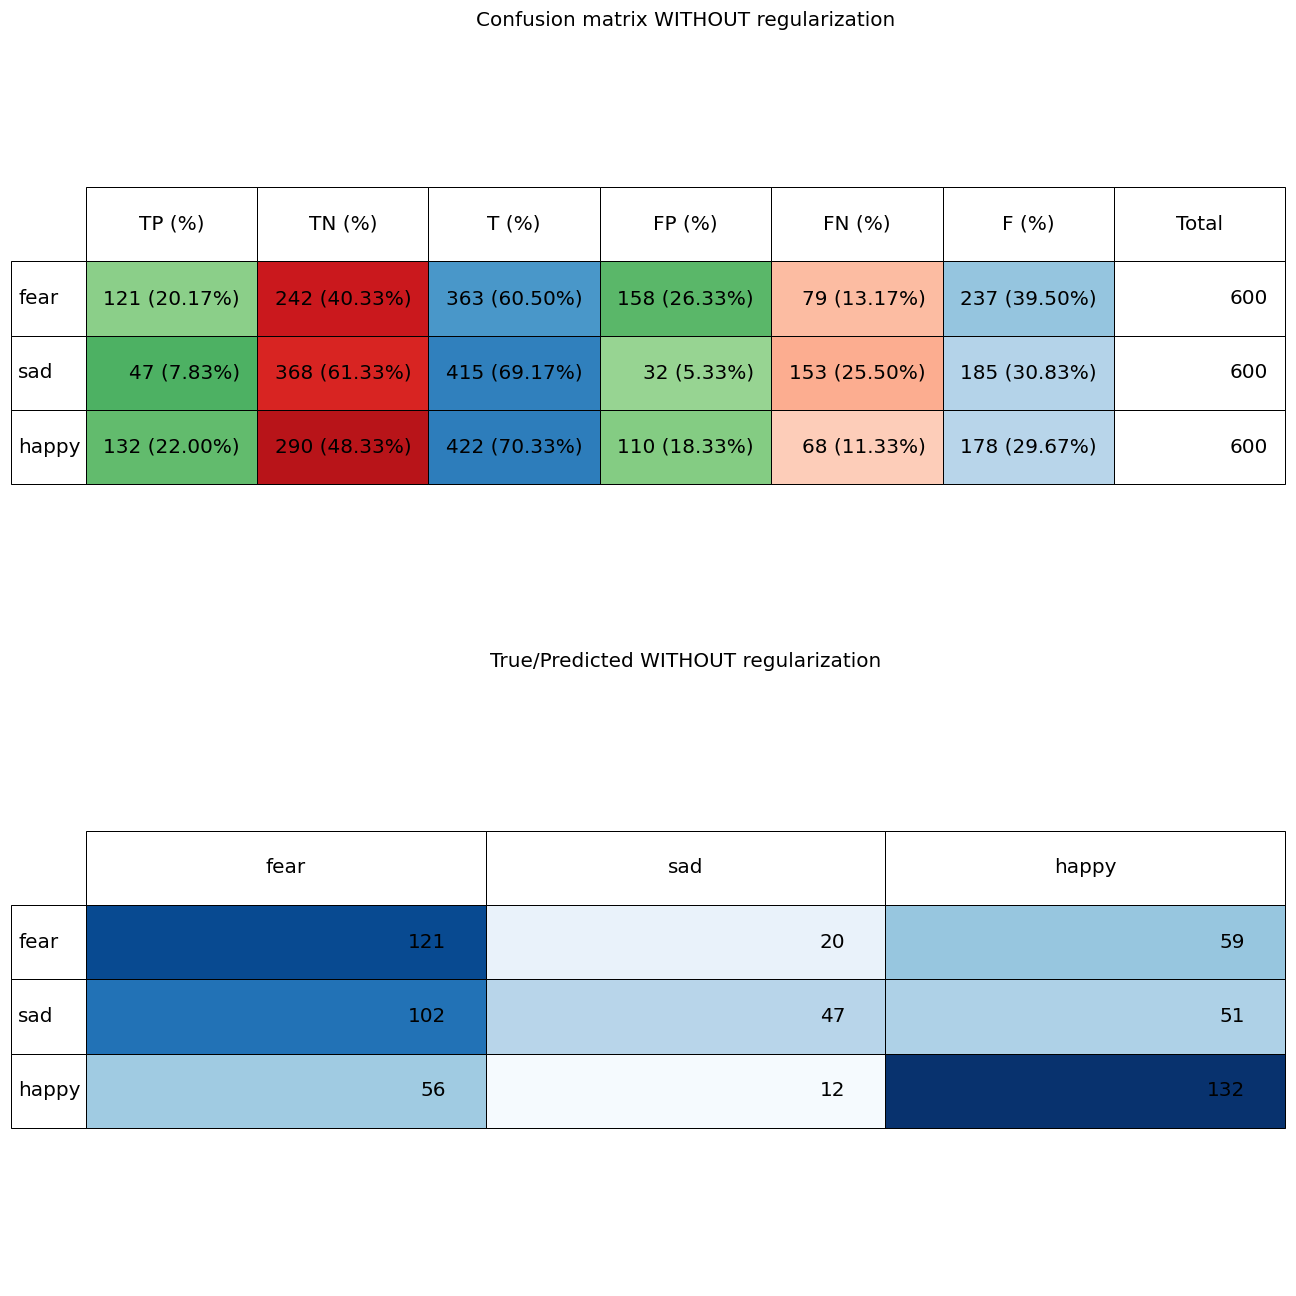 Confusion matrix WITHOUT regularization
TP (%) TN (%) T (%) FP (%) FN (%) F (%) Total
fear 121 (20.17%) 242 (40.33%) 363 (60.50%) 158 (26.33%) 79 (13.17%) 237 (39.50%) 600
sad 47 (7.83%) 368 (61.33%) 415 (69.17%) 32 (5.33%) 153 (25.50%) 185 (30.83%) 600
happy 132 (22.00%) 290 (48.33%) 422 (70.33%) 110 (18.33%) 68 (11.33%) 178 (29.67%) 600
True/Predicted WITHOUT regularization
fear sad happy
fear 121 20 59
sad 102 47 51
happy 56 12 132